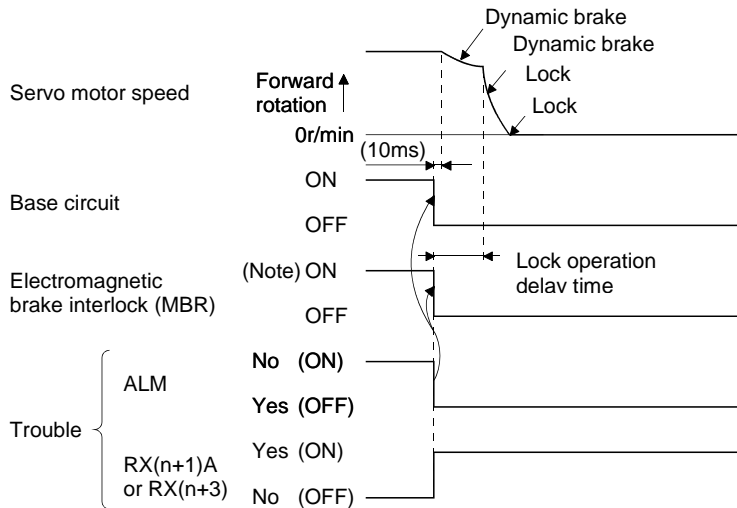 Dynamic brake
Dynamic brake
Lock
Lock
Servo motor speed
Forward
rotation
0r/min
(10ms)
Base circuit
ON
OFF
Electromagnetic
brake interlock (MBR)
(Note) ON
OFF
Lock operation
delav time
Trouble
ALM
No (ON)
Yes (OFF)
RX(n+1)A
or RX(n+3)
Yes (ON)
No (OFF)